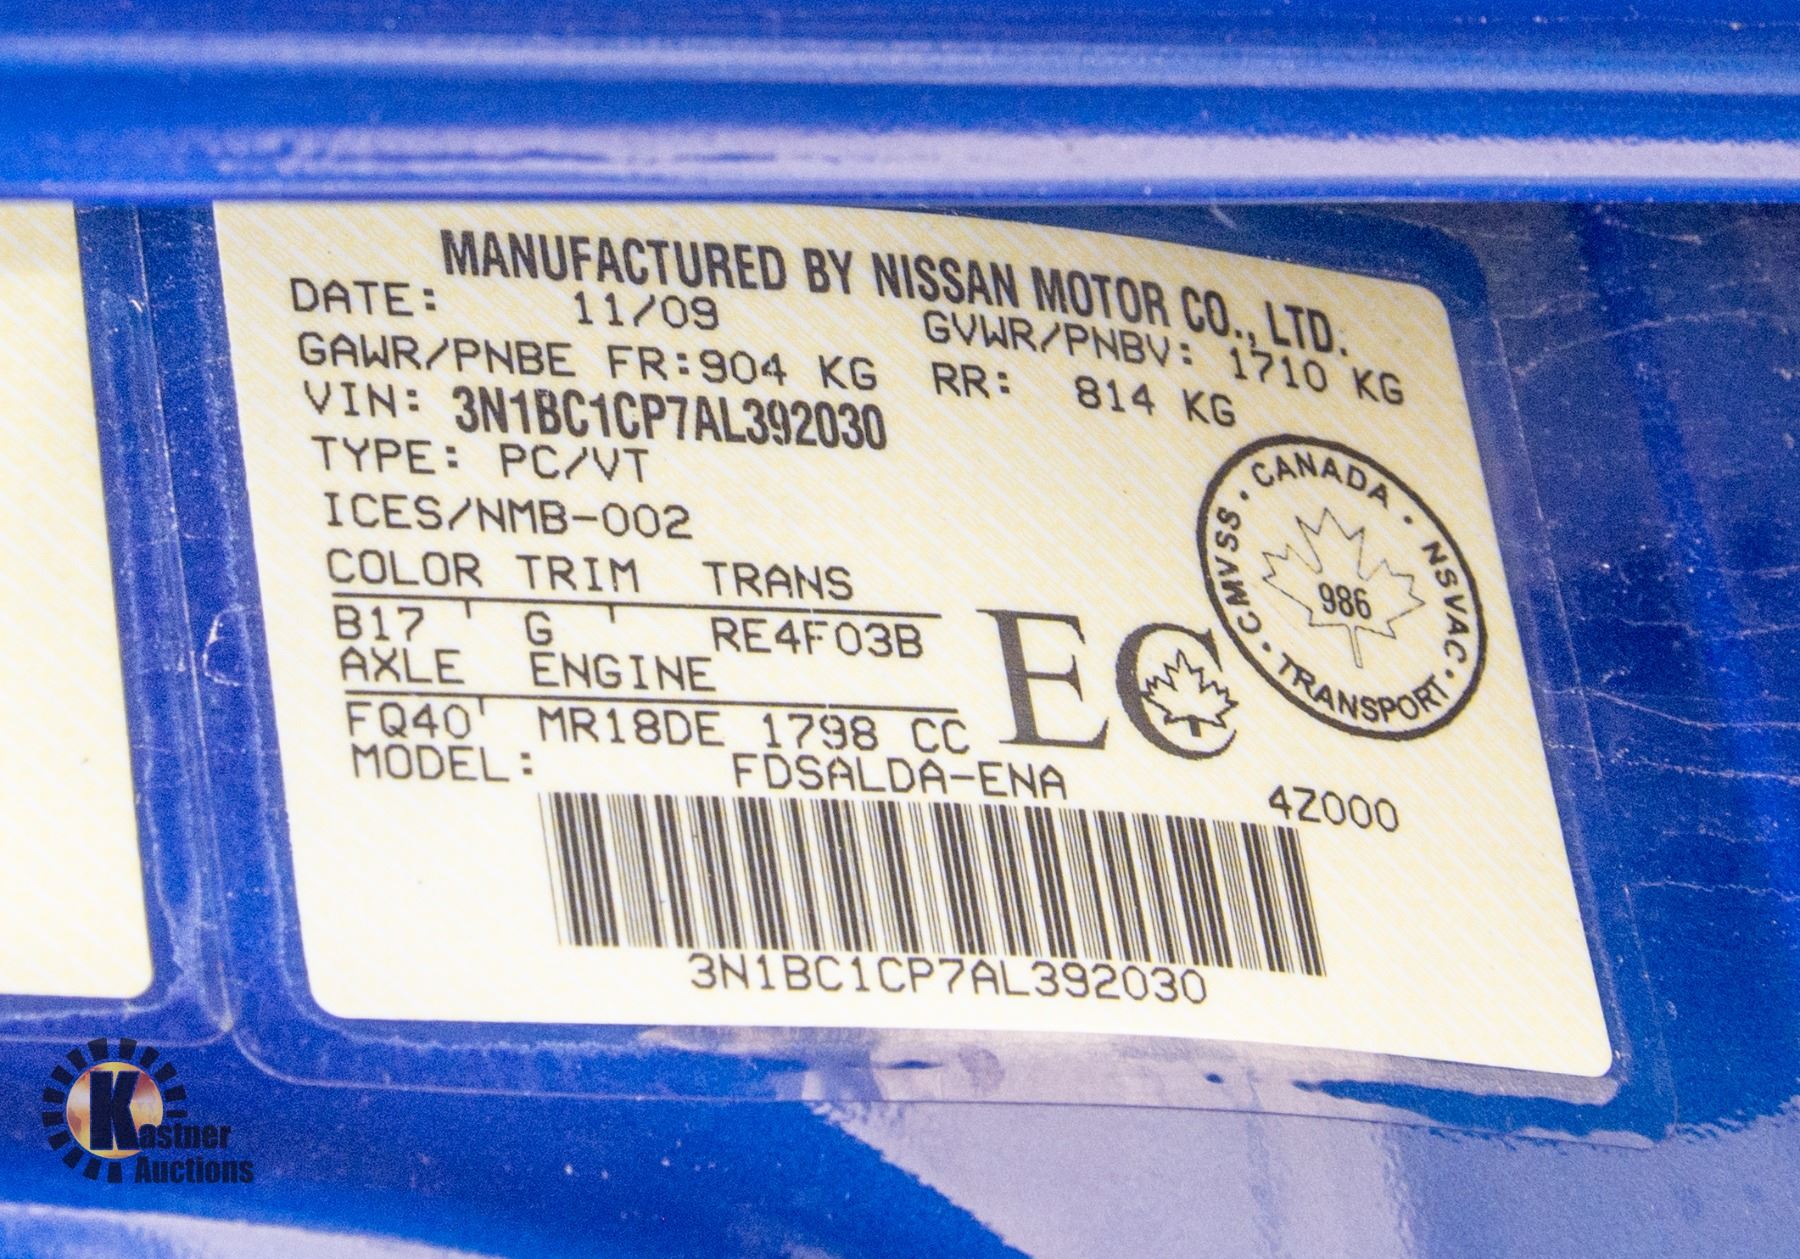 MANUFACTURED BY NISSAN MOTOR CO., LTD.
DATE: 11/09 GVWR/PNBV: 1710 KG
GAWR/PNBE FR:904 KG RR: 814 KG
VIN: 3N1BC1CP7AL392030
TYPE: PC/VT
ICES/NMB-002
COLOR TRIM TRANS
B17 G RE4F03B
AXLE ENGINE
FQ40 MR18DE 1798 CC
MODEL: FDSALDA-ENA
EC
CANADA · NSVAC · TRANSPORT · CMVSS ·
986
4Z000
3N1BC1CP7AL392030
Kastner
Auctions